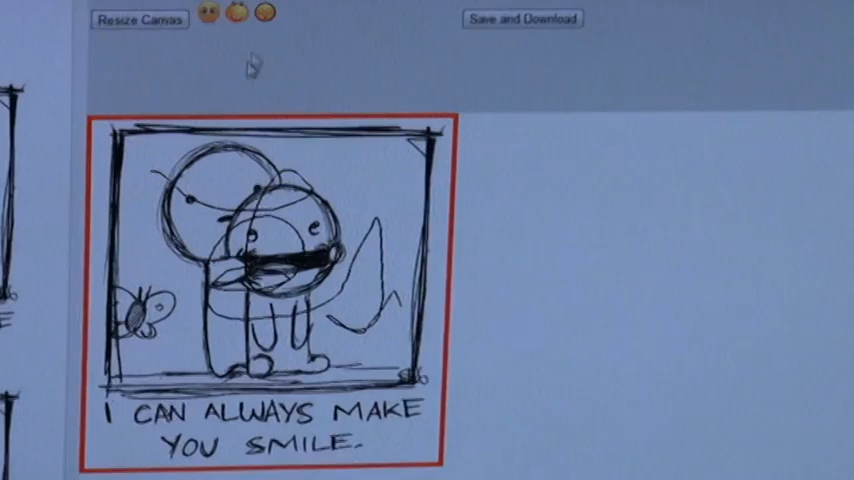 Resize Canvas
Save and Download
E
I CAN ALWAYS MAKE
YOU SMILE.